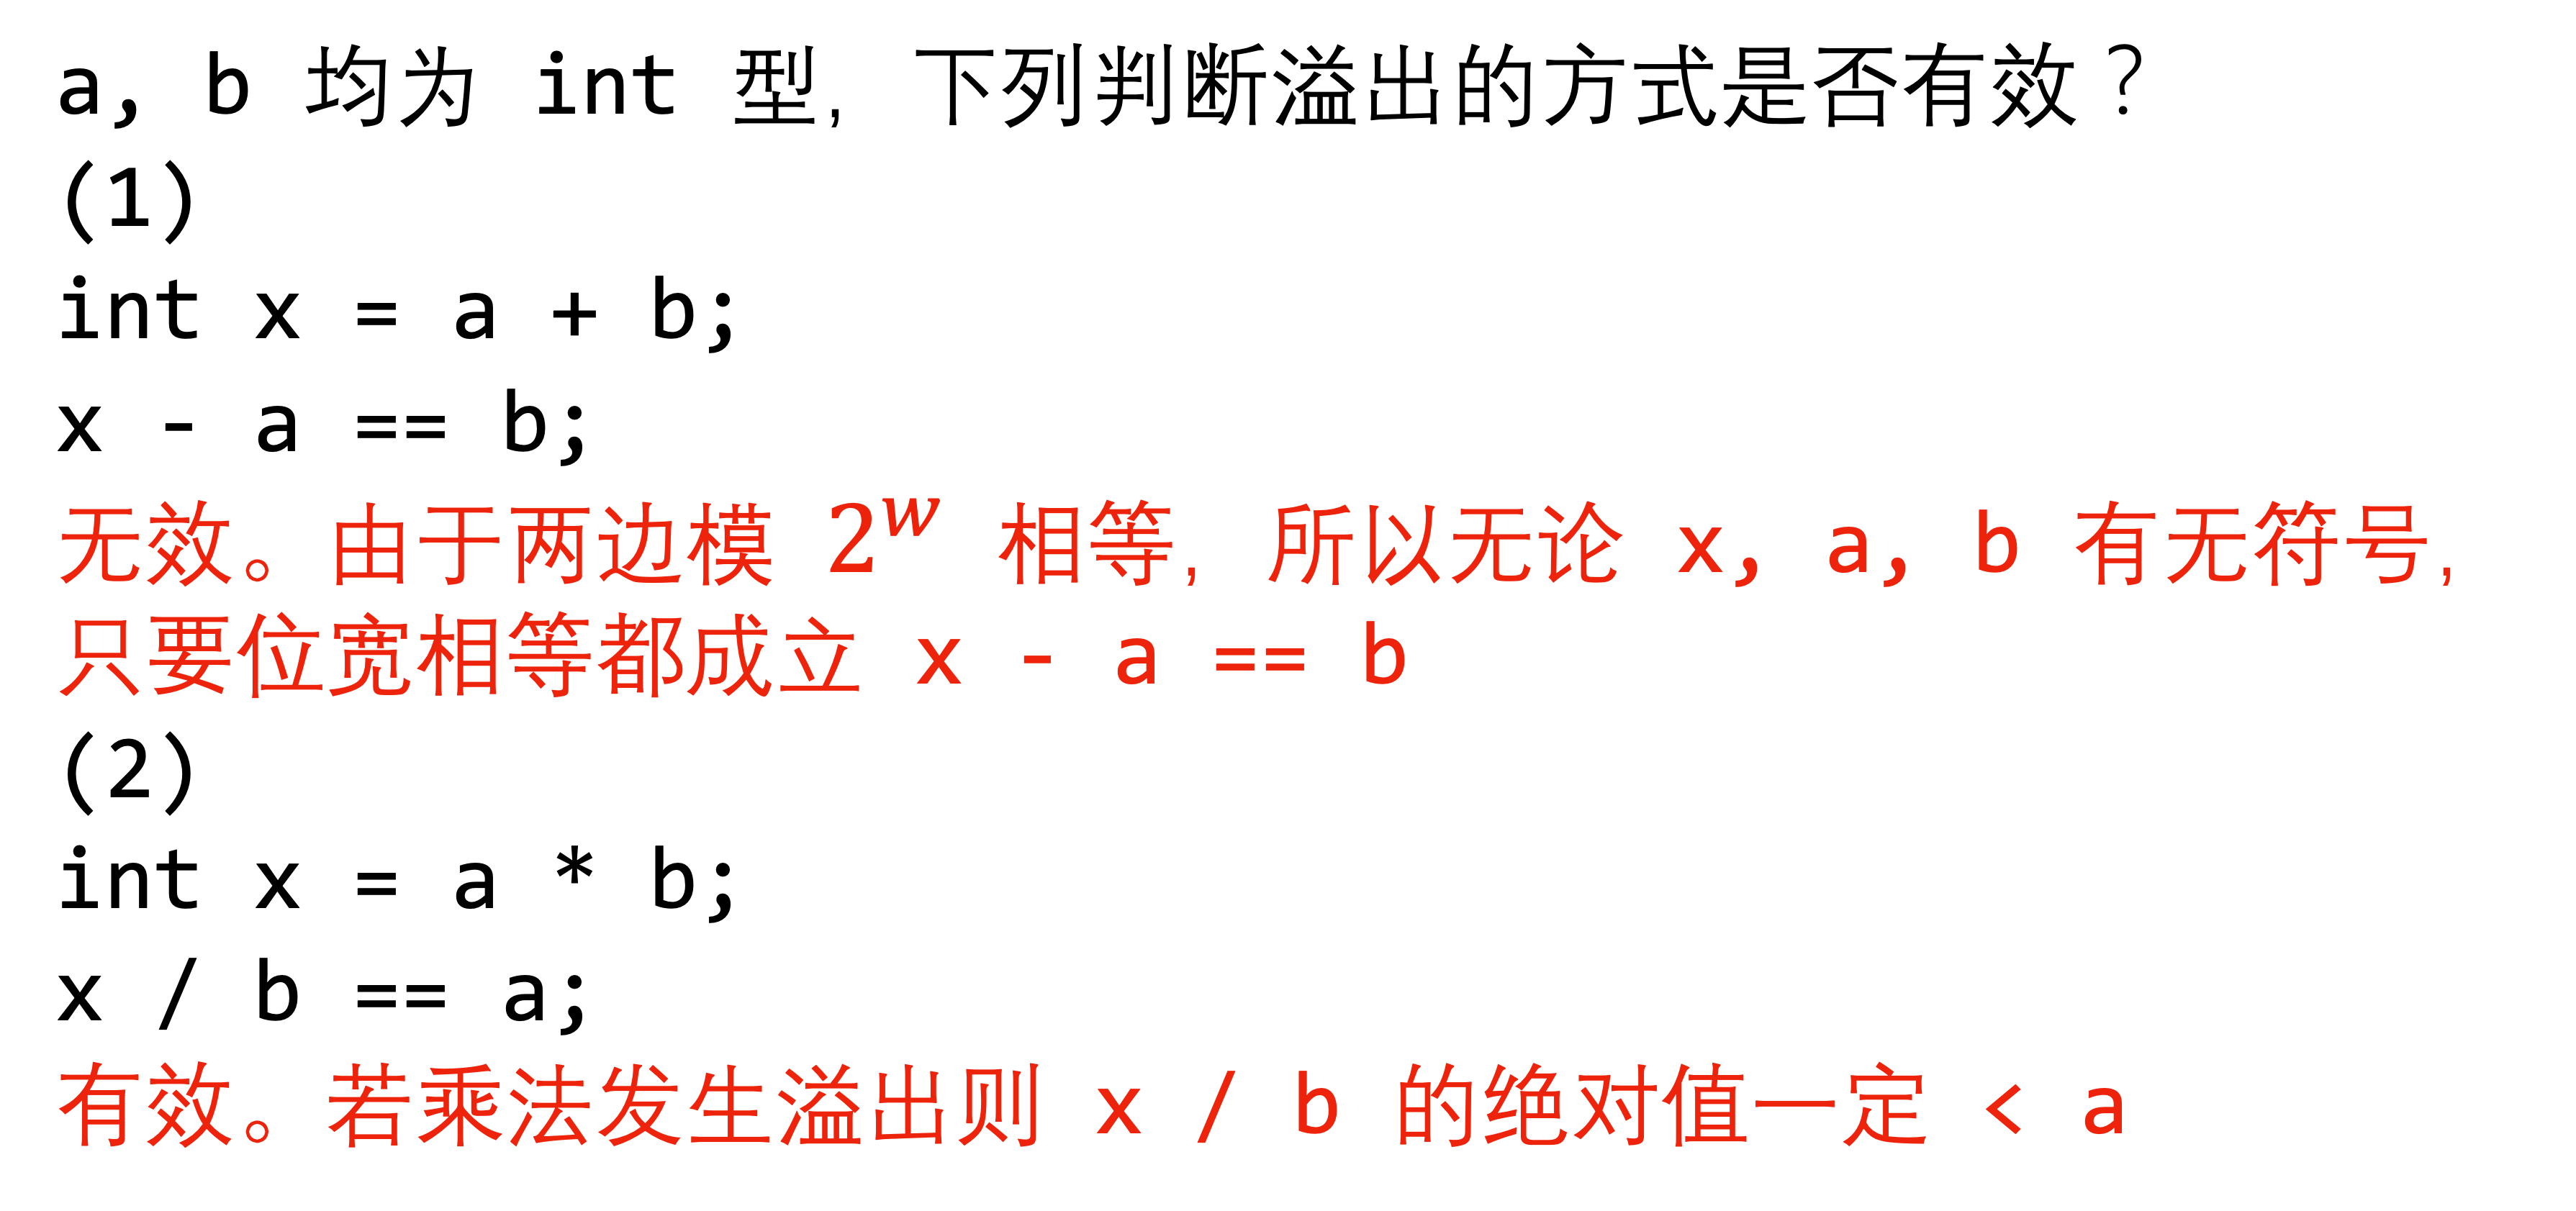 a, b 均为 int 型, 下列判断溢出的方式是否有效？
(1)
int x = a + b;
x - a == b;
无效。由于两边模 2^w 相等, 所以无论 x, a, b 有无符号,
只要位宽相等都成立 x - a == b
(2)
int x = a * b;
x / b == a;
有效。若乘法发生溢出则 x / b 的绝对值一定 < a